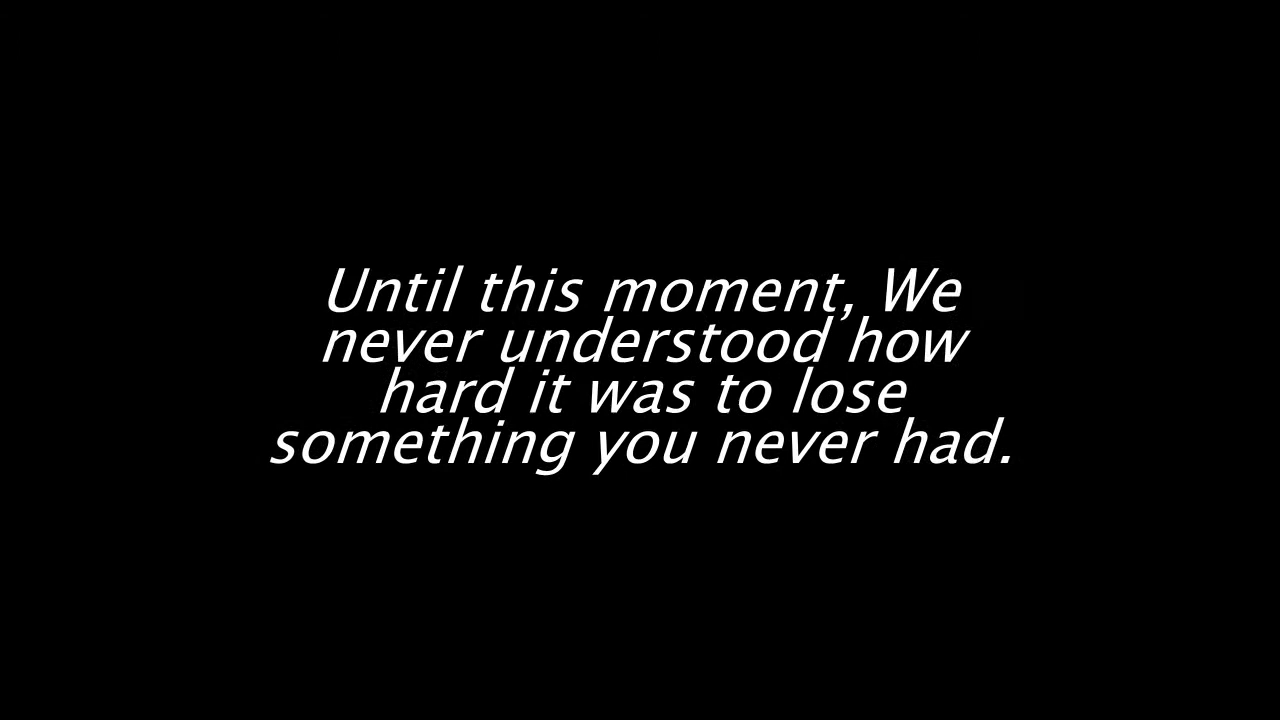 Until this moment, We
never understood how
hard it was to lose
something you never had.